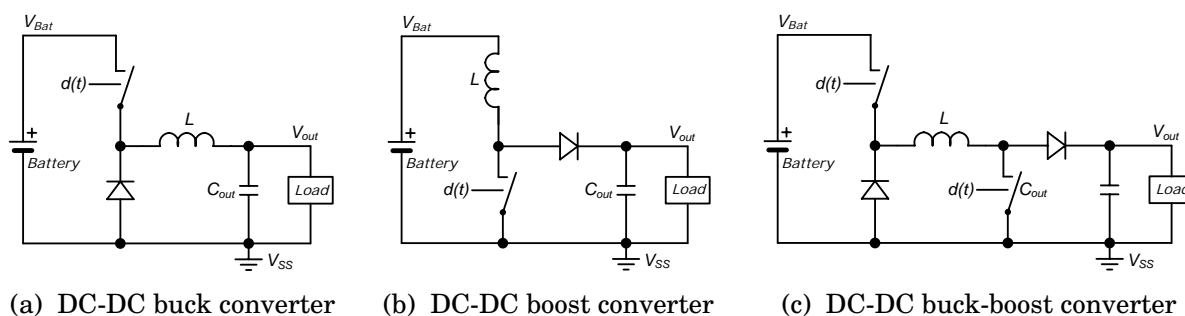 V_Bat
d(t)
L
V_out
+
Battery
C_out
Load
V_SS
(a) DC-DC buck converter
V_Bat
L
+
Battery
V_out
d(t)
C_out
Load
V_SS
(b) DC-DC boost converter
V_Bat
d(t)
L
V_out
+
Battery
d(t)
C_out
Load
V_SS
(c) DC-DC buck-boost converter